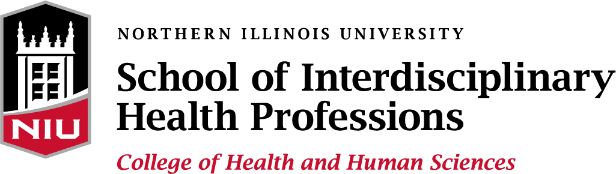 NORTHERN ILLINOIS UNIVERSITY
School of Interdisciplinary
Health Professions
NIU
College of Health and Human Sciences